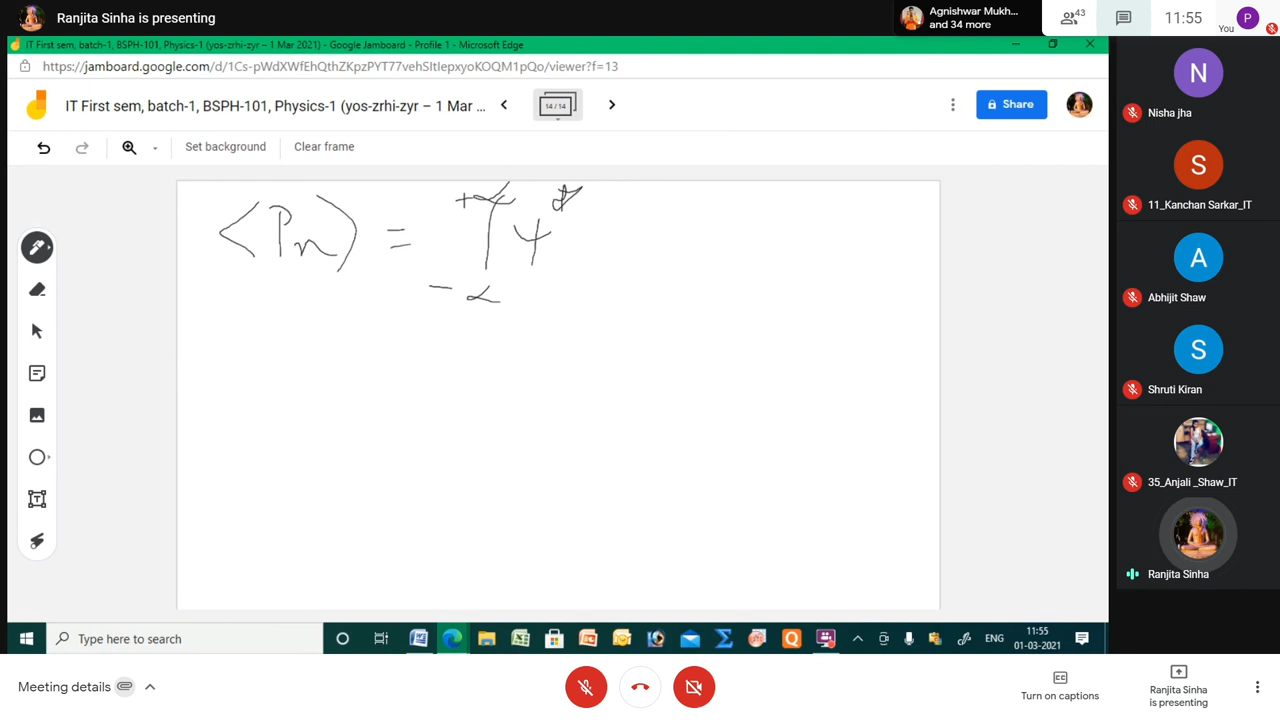 Ranjita Sinha is presenting
Agnishwar Mukh...
and 34 more
43
11:55
You
P
IT First sem, batch-1, BSPH-101, Physics-1 (yos-zrhi-zyr – 1 Mar 2021) - Google Jamboard - Profile 1 - Microsoft Edge
https://jamboard.google.com/d/1Cs-pWdXWfEhQthZKpzPYT77vehSItIepxyoKOQM1pQo/viewer?f=13
IT First sem, batch-1, BSPH-101, Physics-1 (yos-zrhi-zyr – 1 Mar ...
14 / 14
Share
Set background
Clear frame
<Pn> = ∫ ψ*
+α
-α
N
Nisha jha
S
11_Kanchan Sarkar_IT
A
Abhijit Shaw
S
Shruti Kiran
35_Anjali _Shaw_IT
Ranjita Sinha
Type here to search
ENG
11:55
01-03-2021
Meeting details
Turn on captions
Ranjita Sinha
is presenting